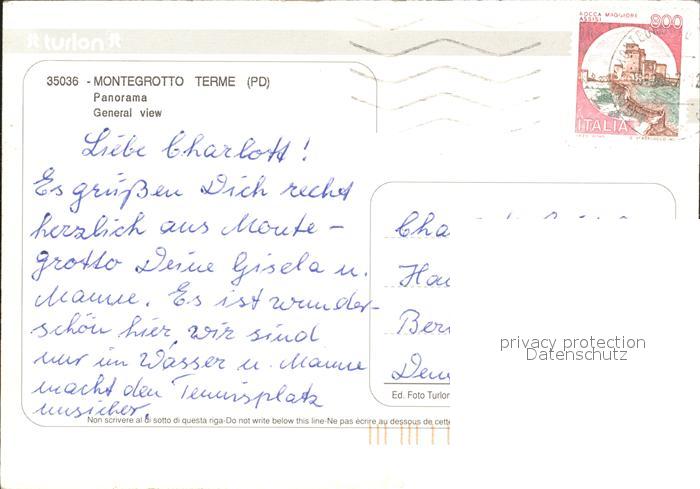 turlon
ROCCA MAGGIORE
ASSISI
800
ITALIA
35036 - MONTEGROTTO TERME (PD)
Panorama
General view
Liebe Charlott!
Es grüßen Dich recht
herzlich aus Monte-
grotto Deine Gisela u.
Manne. Es ist wunder-
schön hier, wir sind
nur im Wasser u. Manne
macht den Tennisplatz
unsicher.
Cha
Hau
Ber
privacy protection
Datenschutz
Ed. Foto Turlon
Non scrivere al di sotto di questa riga-Do not write below this line-Ne pas écrire au dessous de cette